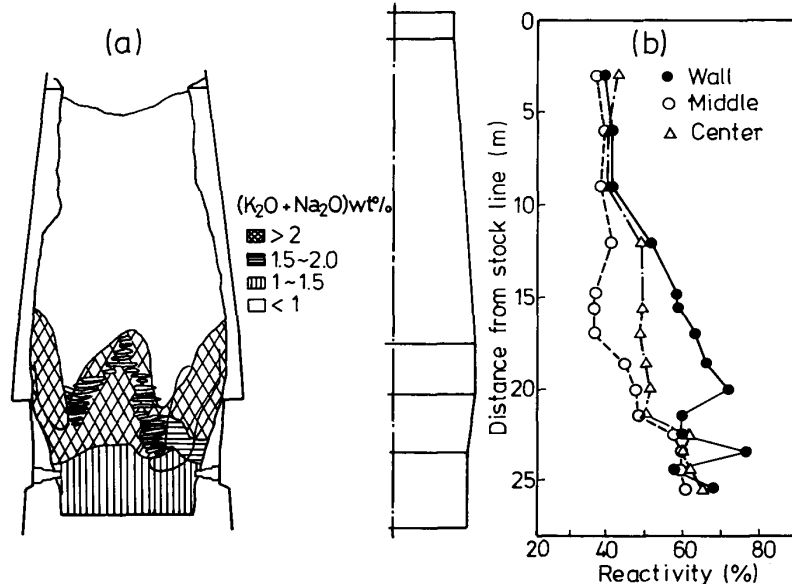 (a)
(K₂O + Na₂O)wt%
> 2
1.5~2.0
1~1.5
< 1
(b)
Wall
Middle
Center
Distance from stock line (m)
0
5
10
15
20
25
20
40
60
80
Reactivity (%)